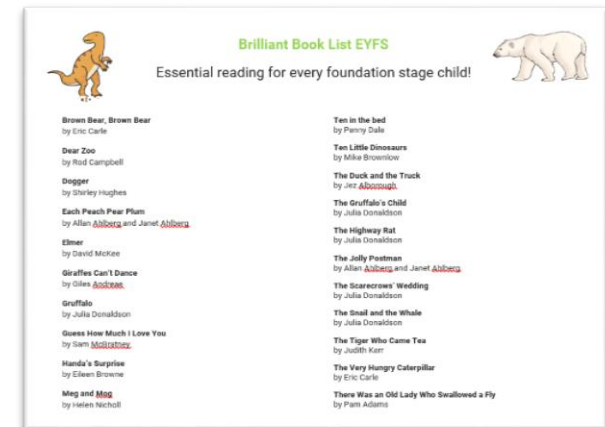 Brilliant Book List EYFS
Essential reading for every foundation stage child!
Brown Bear, Brown Bear
by Eric Carle
Dear Zoo
by Rod Campbell
Dogger
by Shirley Hughes
Each Peach Pear Plum
by Allan Ahlberg and Janet Ahlberg
Elmer
by David McKee
Giraffes Can't Dance
by Giles Andreae
Gruffalo
by Julia Donaldson
Guess How Much I Love You
by Sam McBratney
Handa's Surprise
by Eileen Browne
Meg and Mog
by Helen Nicholl
Ten in the bed
by Penny Dale
Ten Little Dinosaurs
by Mike Brownlow
The Duck and the Truck
by Jez Alborough
The Gruffalo's Child
by Julia Donaldson
The Highway Rat
by Julia Donaldson
The Jolly Postman
by Allan Ahlberg and Janet Ahlberg
The Scarecrows' Wedding
by Julia Donaldson
The Snail and the Whale
by Julia Donaldson
The Tiger Who Came Tea
by Judith Kerr
The Very Hungry Caterpillar
by Eric Carle
There Was an Old Lady Who Swallowed a Fly
by Pam Adams